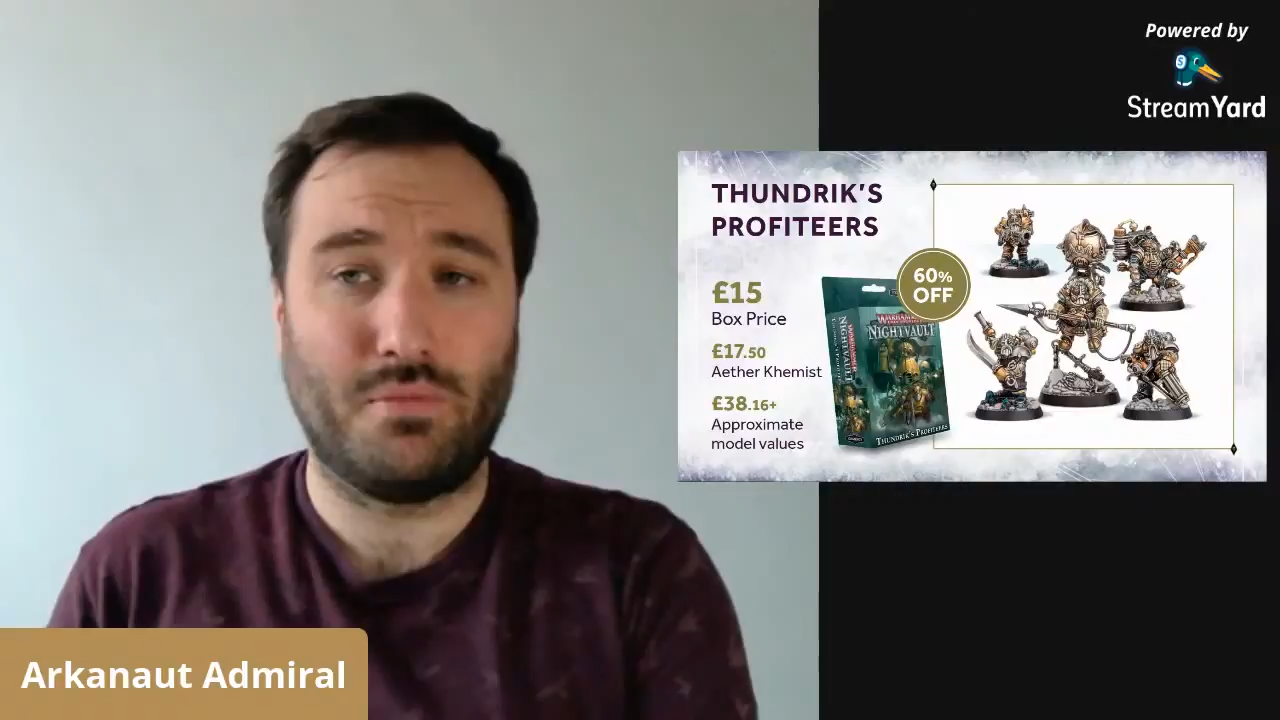 Powered by
StreamYard
THUNDRIK'S
PROFITEERS
60%
OFF
£15
Box Price
£17.50
Aether Khemist
£38.16+
Approximate
model values
WARHAMMER
NIGHTVAULT
THUNDRIK'S PROFITEERS
Arkanaut Admiral